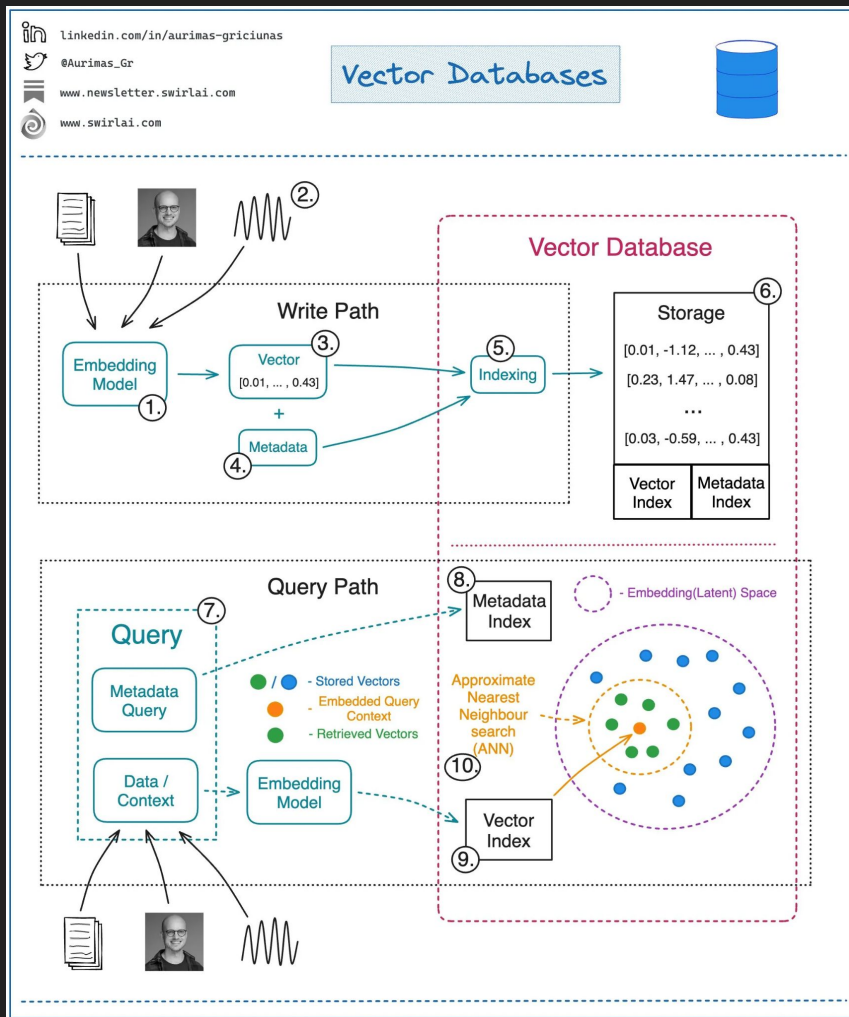 in
linkedin.com/in/aurimas-griciunas
@Aurimas_Gr
www.newsletter.swirlai.com
www.swirlai.com
Vector Databases
2.
Vector Database
Write Path
Embedding
Model
1.
3.
Vector
[0.01, ... , 0.43]
+
4.
Metadata
5.
Indexing
6.
Storage
[0.01, -1.12, ... , 0.43]
[0.23, 1.47, ... , 0.08]
...
[0.03, -0.59, ... , 0.43]
Vector
Index
Metadata
Index
Query Path
7.
Query
Metadata
Query
Data /
Context
/ - Stored Vectors
- Embedded Query
Context
- Retrieved Vectors
Embedding
Model
8.
Metadata
Index
- Embedding(Latent) Space
Approximate
Nearest
Neighbour
search
(ANN)
10.
Vector
Index
9.